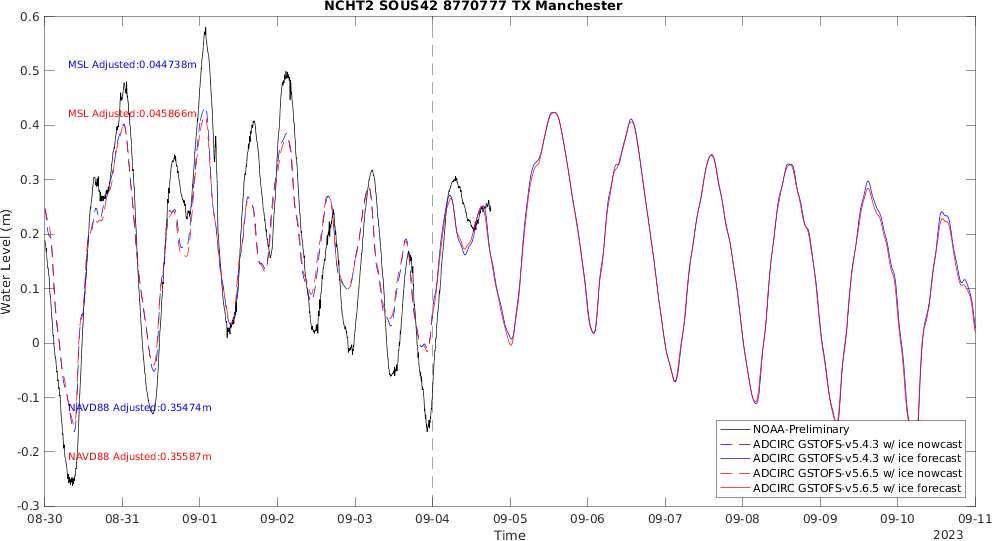 NCHT2 SOUS42 8770777 TX Manchester
0.6
0.5
0.4
0.3
0.2
0.1
0
-0.1
-0.2
-0.3
Water Level (m)
MSL Adjusted:0.044738m
MSL Adjusted:0.045866m
NAVD88 Adjusted:0.35474m
NAVD88 Adjusted:0.35587m
NOAA-Preliminary
ADCIRC GSTOFS-v5.4.3 w/ ice nowcast
ADCIRC GSTOFS-v5.4.3 w/ ice forecast
ADCIRC GSTOFS-v5.6.5 w/ ice nowcast
ADCIRC GSTOFS-v5.6.5 w/ ice forecast
08-30 08-31 09-01 09-02 09-03 09-04 09-05 09-06 09-07 09-08 09-09 09-10 09-11
Time
2023